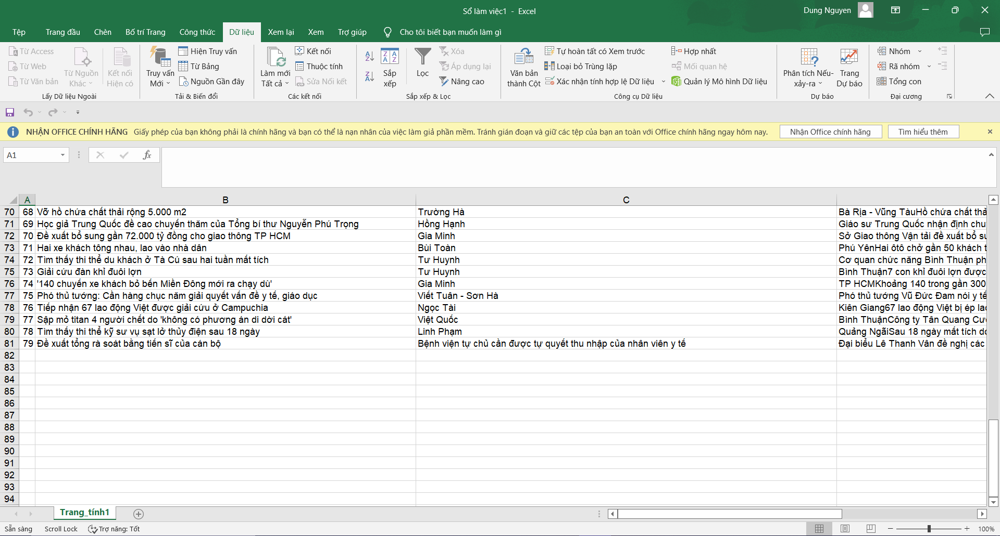 Sổ làm việc1 - Excel
Dung Nguyen
Tệp Trang đầu Chèn Bố trí Trang Công thức Dữ liệu Xem lại Xem Trợ giúp Cho tôi biết bạn muốn làm gì
Từ Access
Từ Web
Từ Văn bản
Từ Nguồn
Khác
Kết nối
Hiện có
Lấy Dữ liệu Ngoài
Truy vấn
Mới
Hiện Truy vấn
Từ Bảng
Nguồn Gần đây
Tải & Biến đổi
Làm mới
Tất cả
Kết nối
Thuộc tính
Sửa Nối kết
Các kết nối
Sắp
xếp
Lọc
Xóa
Áp dụng lại
Nâng cao
Sắp xếp & Lọc
Văn bản
thành Cột
Tự hoàn tất có Xem trước
Loại bỏ Trùng lặp
Xác nhận tính hợp lệ Dữ liệu
Hợp nhất
Mối quan hệ
Quản lý Mô hình Dữ liệu
Công cụ Dữ liệu
Phân tích Nếu-
xảy-ra
Trang
Dự báo
Dự báo
Nhóm
Rã nhóm
Tổng con
Đại cương
NHẬN OFFICE CHÍNH HÃNG Giấy phép của bạn không phải là chính hãng và bạn có thể là nạn nhân của việc làm giả phần mềm. Tránh gián đoạn và giữ các tệp của bạn an toàn với Office chính hãng ngay hôm nay. Nhận Office chính hãng Tìm hiểu thêm
A1 fx
A B C
70 68 Vỡ hồ chứa chất thải rộng 5.000 m2 Trường Hà Bà Rịa - Vũng TàuHồ chứa chất thả
71 69 Học giả Trung Quốc đề cao chuyến thăm của Tổng bí thư Nguyễn Phú Trọng Hồng Hạnh Giáo sư Trung Quốc nhận định chu
72 70 Đề xuất bổ sung gần 72.000 tỷ đồng cho giao thông TP HCM Gia Minh Sở Giao thông Vận tải đề xuất bổ su
73 71 Hai xe khách tông nhau, lao vào nhà dân Bùi Toàn Phú YênHai ôtô chở gần 50 khách t
74 72 Tìm thấy thi thể du khách ở Tà Cú sau hai tuần mất tích Tư Huynh Cơ quan chức năng Bình Thuận ph
75 73 Giải cứu đàn khỉ đuôi lợn Tư Huynh Bình Thuận7 con khỉ đuôi lợn được
76 74 '140 chuyến xe khách bỏ bến Miền Đông mới ra chạy dù' Gia Minh TP HCMKhoảng 140 trong gần 300
77 75 Phó thủ tướng: Cần hàng chục năm giải quyết vấn đề y tế, giáo dục Viết Tuân - Sơn Hà Phó thủ tướng Vũ Đức Đam nói y tế
78 76 Tiếp nhận 67 lao động Việt được giải cứu ở Campuchia Ngọc Tài Kiên Giang67 lao động Việt bị ép lao
79 77 Sập mỏ titan 4 người chết do 'không có phương án di dời cát' Việt Quốc Bình ThuậnCông ty Tân Quang Cư
80 78 Tìm thấy thi thể kỹ sư vụ sạt lở thủy điện sau 18 ngày Linh Phạm Quảng NgãiSau 18 ngày mất tích do
81 79 Đề xuất tổng rà soát bằng tiến sĩ của cán bộ Bệnh viện tự chủ cần được tự quyết thu nhập của nhân viên y tế Đại biểu Lê Thanh Vân đề nghị các
82
83
84
85
86
87
88
89
90
91
92
93
94
Trang_tính1
Sẵn sàng Scroll Lock Trợ năng: Tốt 100%